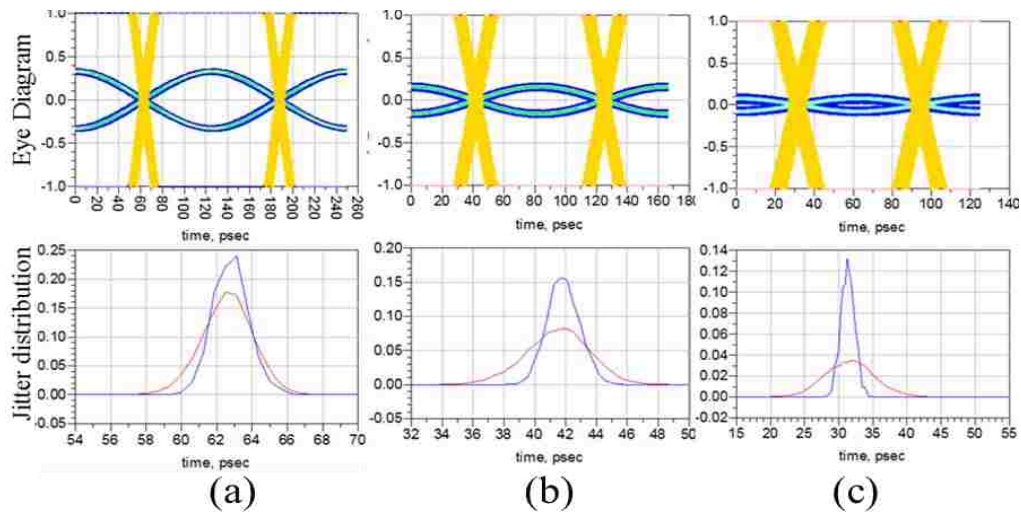 Eye Diagram
1.0
0.5
0.0
-0.5
-1.0
0 20 40 60 80 100 120 140 160 180 200 220 240 260
time, psec
1.0
0.5
0.0
-0.5
-1.0
0 20 40 60 80 100 120 140 160
time, psec
1.0
0.5
0.0
-0.5
-1.0
0 20 40 60 80 100 120 140
time, psec
Jitter distribution
0.25
0.20
0.15
0.10
0.05
0.00
-0.05
54 56 58 60 62 64 66 68 70
time, psec
0.20
0.15
0.10
0.05
0.00
-0.05
32 34 36 38 40 42 44 46 48 50
time, psec
0.14
0.12
0.10
0.08
0.06
0.04
0.02
0.00
-0.02
15 20 25 30 35 40 45 50 55
time, psec
(a) (b) (c)